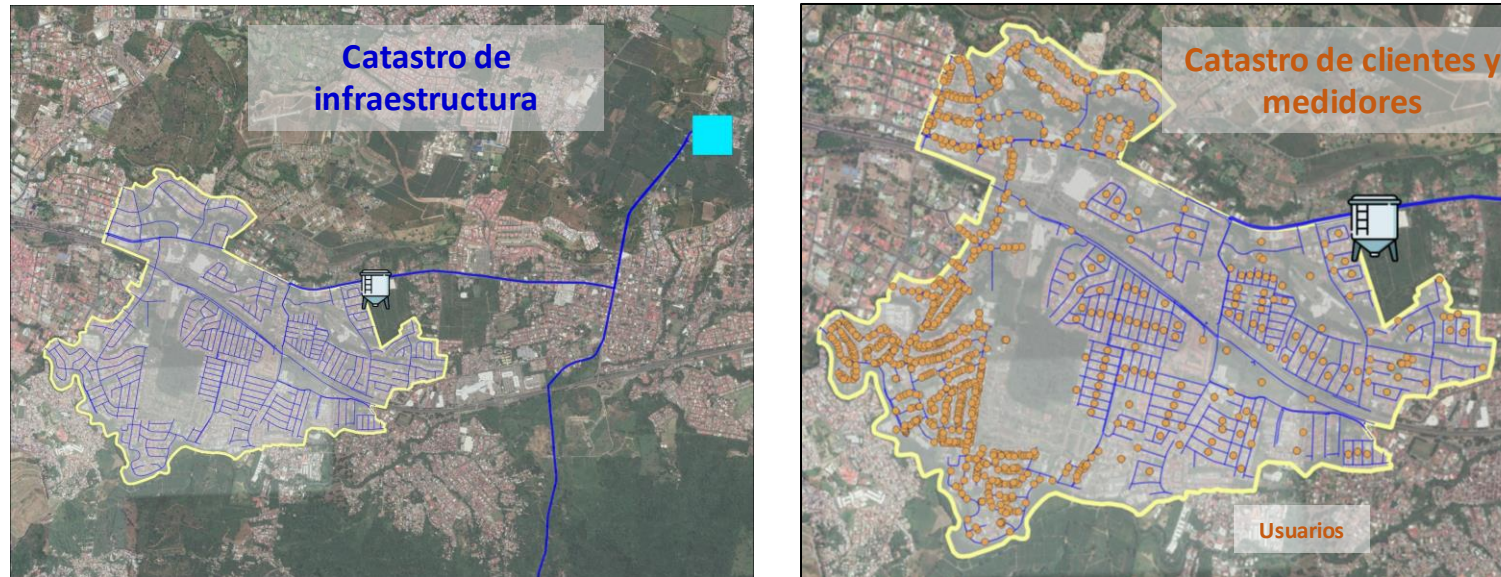 Catastro de
infraestructura
Catastro de clientes y
medidores
Usuarios